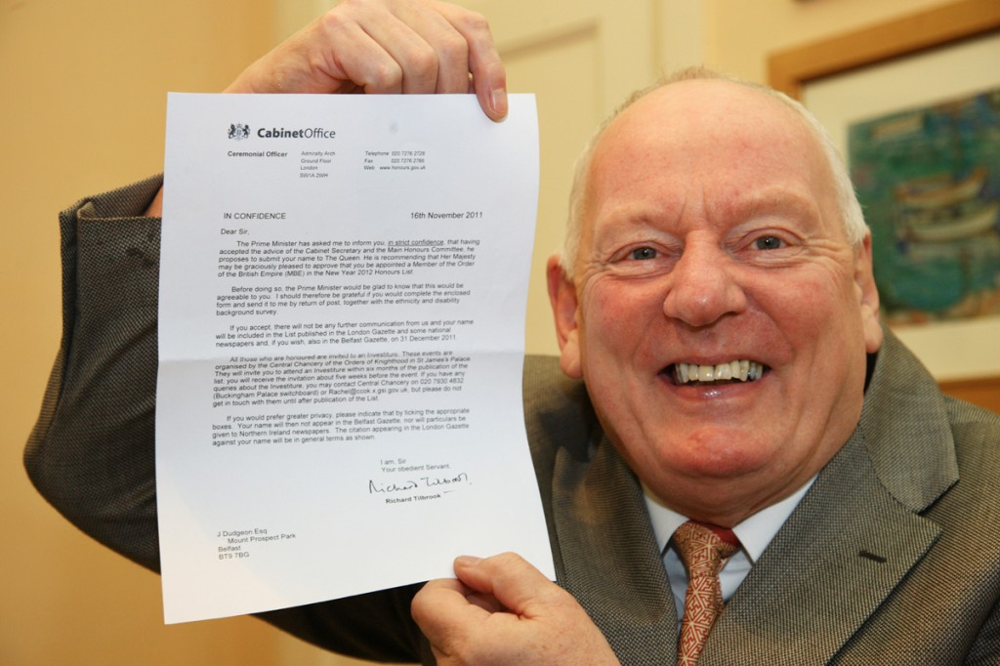 CabinetOffice
Ceremonial Officer
Admiralty Arch
Ground Floor
London
SW1A 2WH
Telephone 020 7276 2728
Fax 020 7276 2766
Web www.honours.gov.uk
IN CONFIDENCE 16th November 2011
Dear Sir:
The Prime Minister has asked me to inform you, in strict confidence, that having
accepted the advice of the Cabinet Secretary and the Main Honours Committee, he
proposes to submit your name to The Queen. He is recommending that Her Majesty
may be graciously pleased to approve that you be appointed a Member of the Order
of the British Empire (MBE) in the New Year 2012 Honours List.
Before doing so, the Prime Minister would be glad to know that this would be
agreeable to you. I should therefore be grateful if you would complete the enclosed
form and send it to me by return of post, together with the ethnicity and disability
background survey.
If you accept, there will not be any further communication from us and your name
will be included in the List published in the London Gazette and some national
newspapers and, if you wish, also in the Belfast Gazette, on 31 December 2011.
All those who are honoured are invited to an Investiture. These events are
organised by the Central Chancery of the Orders of Knighthood in St James's Palace.
They will invite you to attend an Investiture within six months of the publication of the
list; you will receive the invitation about five weeks before the event. If you have any
queries about the Investiture, you may contact Central Chancery on 020 7930 4832
(Buckingham Palace switchboard) or Rachel@ccok.x.gsi.gov.uk, but please do not
get in touch with them until after publication of the List.
If you would prefer greater privacy, please indicate that by ticking the appropriate
boxes. Your name will then not appear in the Belfast Gazette, nor will particulars be
given to Northern Ireland newspapers. The citation appearing in the London Gazette
against your name will be in general terms as shown.
I am, Sir
Your obedient Servant,
Richard Tilbrook
Richard Tilbrook
J Dudgeon Esq
Mount Prospect Park
Belfast
BT9 7BG